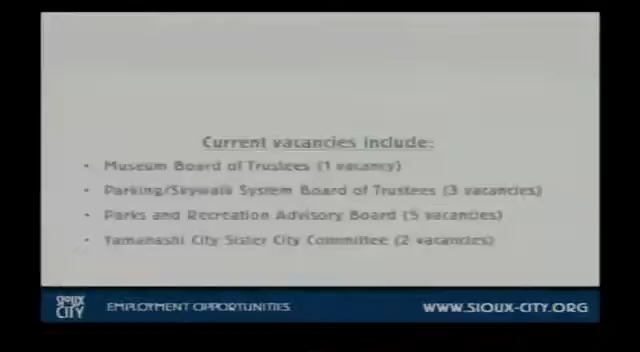 Current vacancies include:
• Museum Board of Trustees (1 vacancy)
• Parking/Skywalk System Board of Trustees (3 vacancies)
• Parks and Recreation Advisory Board (5 vacancies)
• Yamanashi City Sister City Committee (2 vacancies)
SIOUX
CITY
EMPLOYMENT OPPORTUNITIES
WWW.SIOUX-CITY.ORG